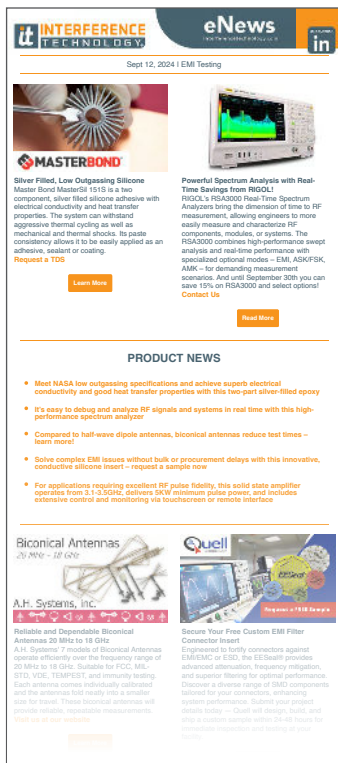 it INTERFERENCE
TECHNOLOGY
eNews
interferencetechnology.com
in
Sept 12, 2024 I EMI Testing
MASTERBOND
Silver Filled, Low Outgassing Silicone
Master Bond MasterSil 151S is a two
component, silver filled silicone adhesive with
electrical conductivity and heat transfer
properties. The system can withstand
aggressive thermal cycling as well as
mechanical and thermal shocks. Its paste
consistency allows it to be easily applied as an
adhesive, sealant or coating.
Request a TDS
Learn More
Powerful Spectrum Analysis with Real-
Time Savings from RIGOL!
RIGOL's RSA3000 Real-Time Spectrum
Analyzers bring the dimension of time to RF
measurement, allowing engineers to more
easily measure and characterize RF
components, modules, or systems. The
RSA3000 combines high-performance swept
analysis and real-time performance with
specialized optional modes – EMI, ASK/FSK,
AMK – for demanding measurement
scenarios. And until September 30th you can
save 15% on RSA3000 and select options!
Contact Us
Read More
PRODUCT NEWS
• Meet NASA low outgassing specifications and achieve superb electrical
conductivity and good heat transfer properties with this two-part silver-filled epoxy
• It's easy to debug and analyze RF signals and systems in real time with this high-
performance spectrum analyzer
• Compared to half-wave dipole antennas, biconical antennas reduce test times –
learn more!
• Solve complex EMI issues without bulk or procurement delays with this innovative,
conductive silicone insert – request a sample now
• For applications requiring excellent RF pulse fidelity, this solid state amplifier
operates from 3.1-3.5GHz, delivers 5KW minimum pulse power, and includes
extensive control and monitoring via touchscreen or remote interface
Biconical Antennas
20 MHz - 18 GHz
A.H. Systems, inc.
Reliable and Dependable Biconical
Antennas 20 MHz to 18 GHz
A.H. Systems' 7 models of Biconical Antennas
operate efficiently over the frequency range of
20 MHz to 18 GHz. Suitable for FCC, MIL-
STD, VDE, TEMPEST, and immunity testing.
Each antenna comes individually calibrated
and the antennas fold neatly into a smaller
size for travel. These biconical antennas will
provide reliable, repeatable measurements.
Visit us at our website
Quell
EESeal
Request a FREE Sample
Secure Your Free Custom EMI Filter
Connector Insert
Engineered to fortify connectors against
EMI/EMC or ESD, the EESeal® provides
advanced attenuation, frequency mitigation,
and superior filtering for optimal performance.
Discover a diverse range of SMD components
tailored for your connectors, enhancing
system performance. Submit your project
details today — Quell will design, build, and
ship a custom sample within 24-48 hours for
immediate inspection and testing at your
facility.